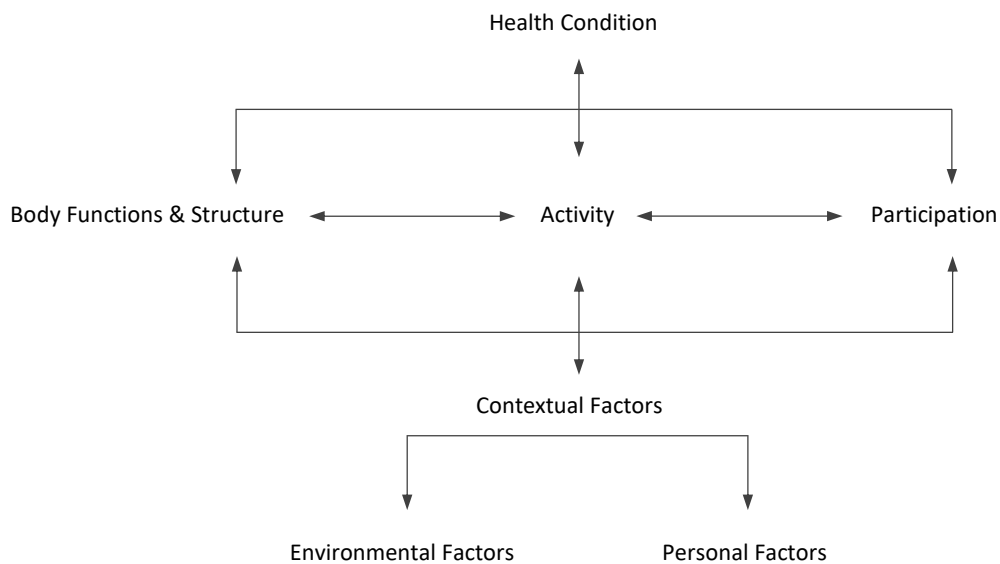 Health Condition
Body Functions & Structure
Activity
Participation
Contextual Factors
Environmental Factors
Personal Factors